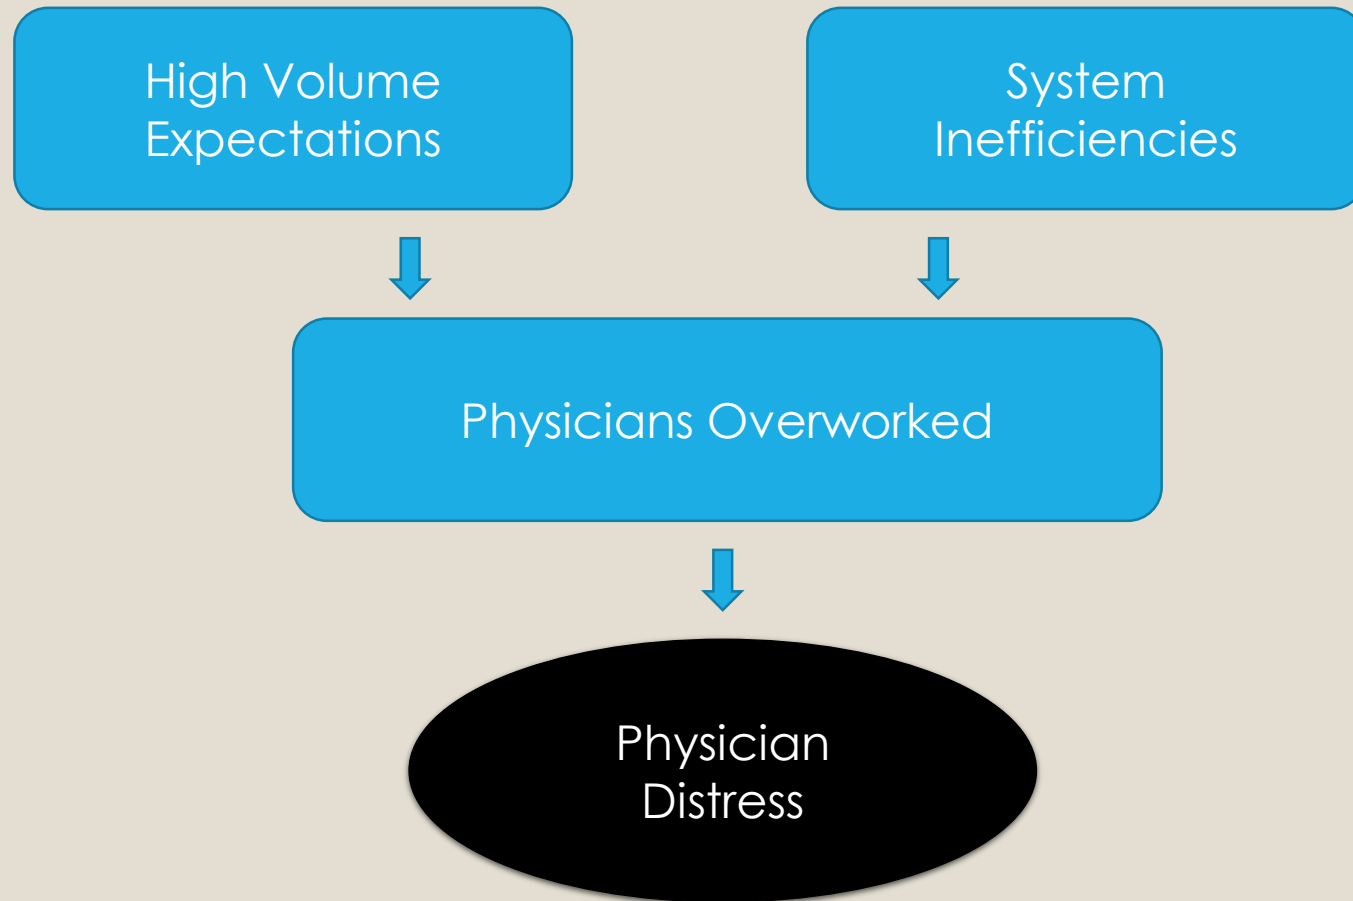 High Volume
Expectations
System
Inefficiencies
Physicians Overworked
Physician
Distress